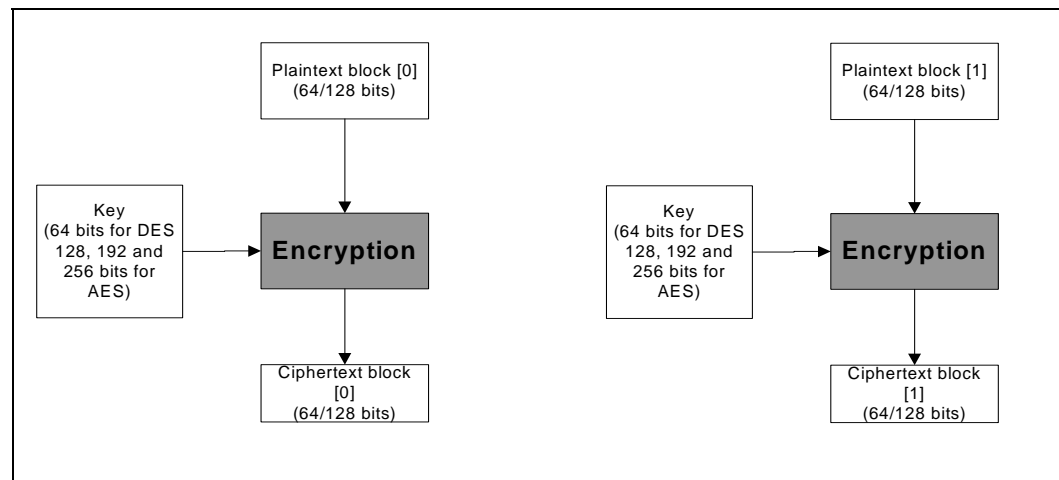 Plaintext block [0]
(64/128 bits)
Key
(64 bits for DES
128, 192 and
256 bits for
AES)
Encryption
Ciphertext block
[0]
(64/128 bits)
Plaintext block [1]
(64/128 bits)
Key
(64 bits for DES
128, 192 and
256 bits for
AES)
Encryption
Ciphertext block
[1]
(64/128 bits)